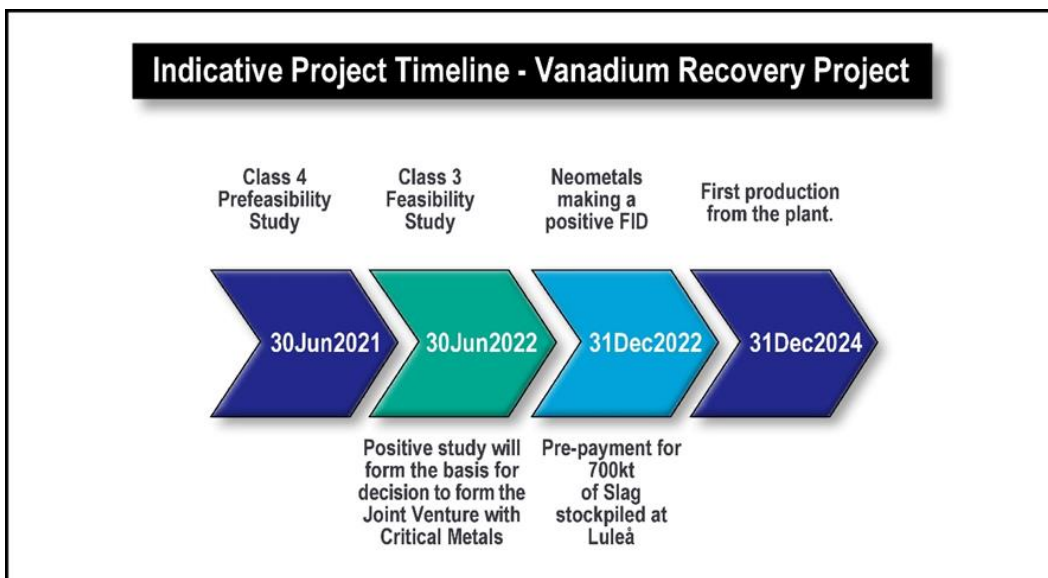 Indicative Project Timeline - Vanadium Recovery Project
Class 4
Prefeasibility
Study
Class 3
Feasibility
Study
Neometals
making a
positive FID
First production
from the plant.
30Jun2021
30Jun2022
31Dec2022
31Dec2024
Positive study will
form the basis for
decision to form the
Joint Venture with
Critical Metals
Pre-payment for
700kt
of Slag
stockpiled at
Luleå